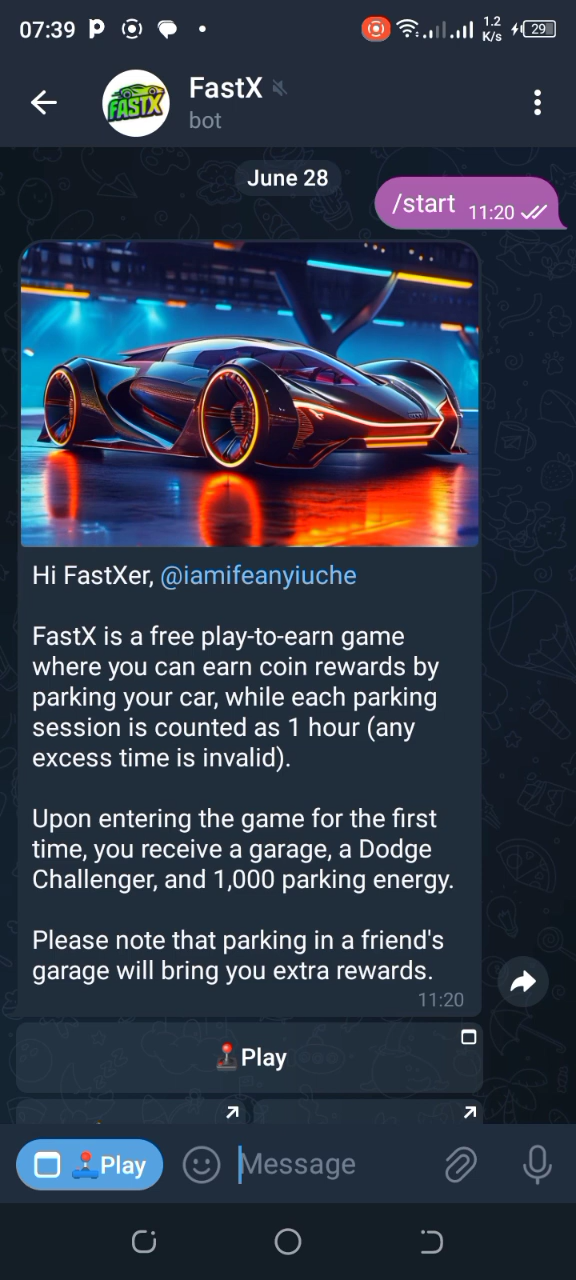 07:39
1.2
K/s
29
FASTX
FastX
bot
June 28
/start 11:20
Hi FastXer, @iamifeanyiuche
FastX is a free play-to-earn game
where you can earn coin rewards by
parking your car, while each parking
session is counted as 1 hour (any
excess time is invalid).
Upon entering the game for the first
time, you receive a garage, a Dodge
Challenger, and 1,000 parking energy.
Please note that parking in a friend's
garage will bring you extra rewards.
11:20
Play
Play
Message